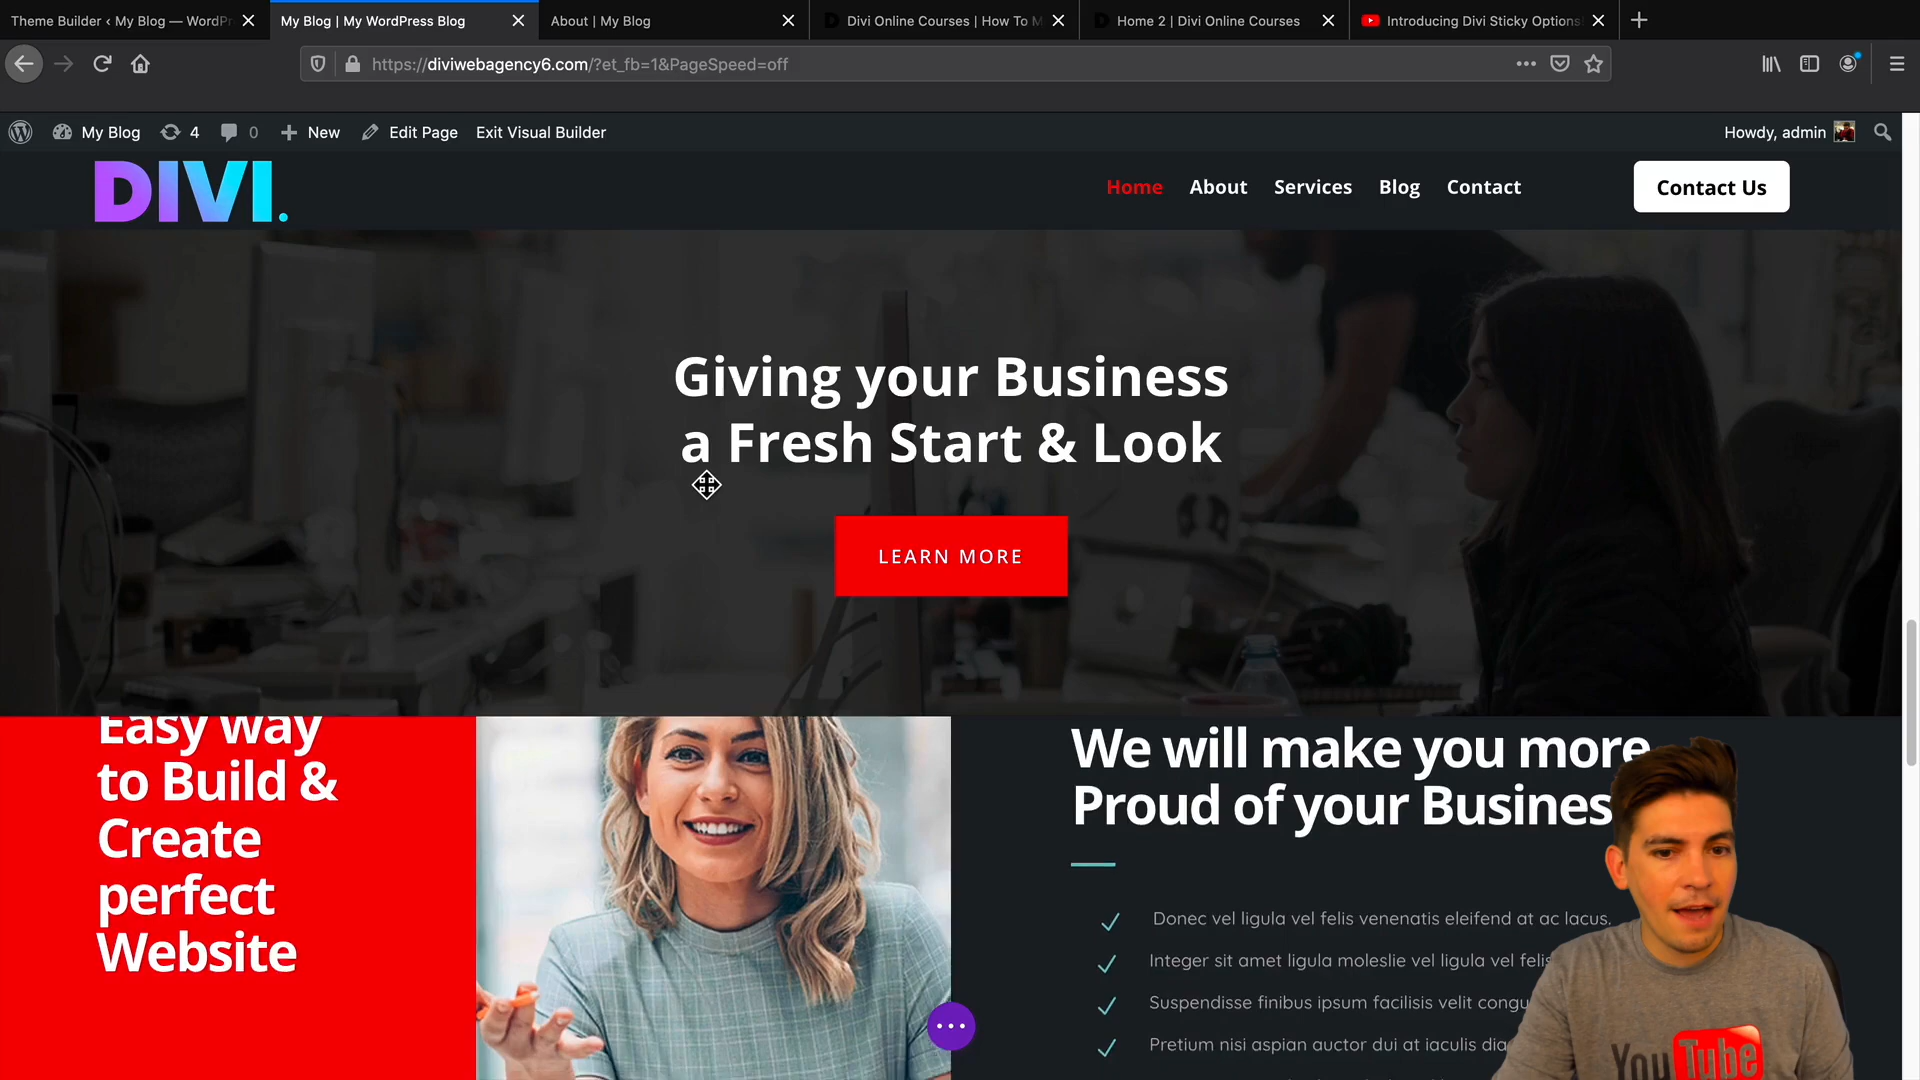 Theme Builder ‹ My Blog — WordPr
My Blog | My WordPress Blog
About | My Blog
Divi Online Courses | How To M
Home 2 | Divi Online Courses
Introducing Divi Sticky Options
https://diviwebagency6.com/?et_fb=1&PageSpeed=off
My Blog
4
0
New
Edit Page
Exit Visual Builder
Howdy, admin
DIVI.
Home
About
Services
Blog
Contact
Contact Us
Giving your Business
a Fresh Start & Look
LEARN MORE
Easy way
to Build &
Create
perfect
Website
We will make you more
Proud of your Busines
Donec vel ligula vel felis venenatis eleifend at ac lacus.
Integer sit amet ligula moleslie vel ligula vel felis
Suspendisse finibus ipsum facilisis velit congu
Pretium nisi aspian auctor dui at iaculis dia
YouTube